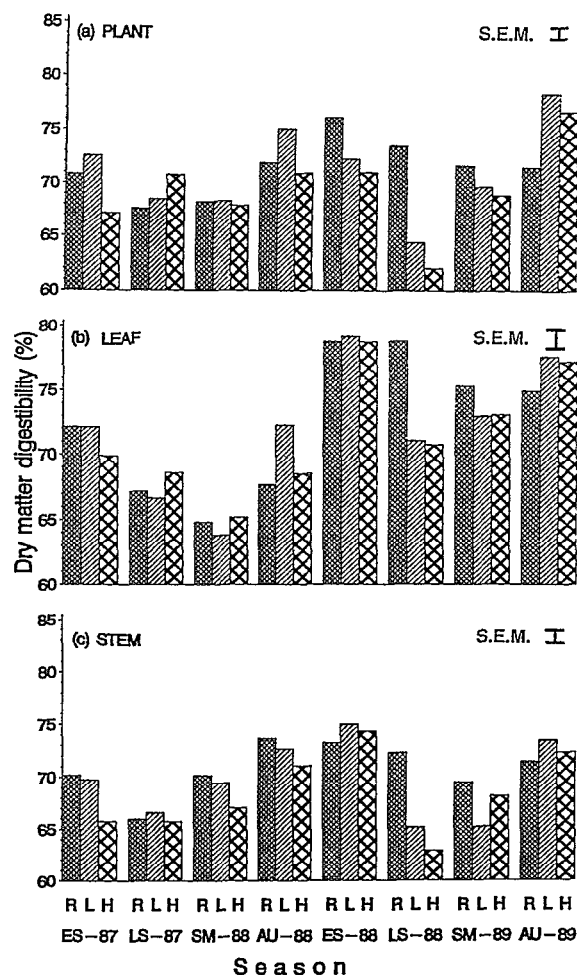 85
(a) PLANT
S.E.M.
80
75
70
65
60
80
(b) LEAF
S.E.M.
75
70
65
60
Dry matter digestibility (%)
85
(c) STEM
S.E.M.
80
75
70
65
60
R L H R L H R L H R L H R L H R L H R L H R L H
ES-87 LS-87 SM-88 AU-88 ES-88 LS-88 SM-89 AU-89
Season